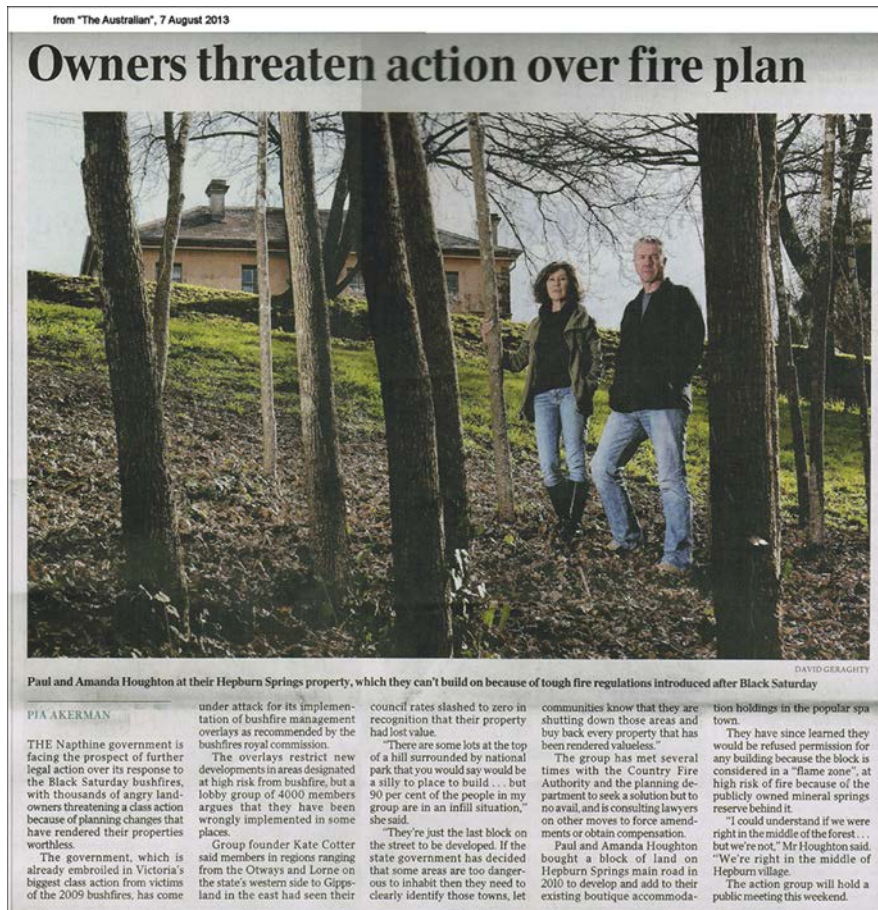 from "The Australian", 7 August 2013
Owners threaten action over fire plan
DAVID GERAGHTY
Paul and Amanda Houghton at their Hepburn Springs property, which they can't build on because of tough fire regulations introduced after Black Saturday
PIA AKERMAN
THE Napthine government is
facing the prospect of further
legal action over its response to
the Black Saturday bushfires,
with thousands of angry land-
owners threatening a class action
because of planning changes that
have rendered their properties
worthless.
The government, which is
already embroiled in Victoria's
biggest class action from victims
of the 2009 bushfires, has come
under attack for its implemen-
tation of bushfire management
overlays as recommended by the
bushfires royal commission.
The overlays restrict new
developments in areas designated
at high risk from bushfire, but a
lobby group of 4000 members
argues that they have been
wrongly implemented in some
places.
Group founder Kate Cotter
said members in regions ranging
from the Otways and Lorne on
the state's western side to Gipps-
land in the east had seen their
council rates slashed to zero in
recognition that their property
had lost value.
"There are some lots at the top
of a hill surrounded by national
park that you would say would be
a silly to place to build . . . but
90 per cent of the people in my
group are in an infill situation,"
she said.
"They're just the last block on
the street to be developed. If the
state government has decided
that some areas are too danger-
ous to inhabit then they need to
clearly identify those towns, let
communities know that they are
shutting down those areas and
buy back every property that has
been rendered valueless."
The group has met several
times with the Country Fire
Authority and the planning de-
partment to seek a solution but to
no avail, and is consulting lawyers
on other moves to force amend-
ments or obtain compensation.
Paul and Amanda Houghton
bought a block of land on
Hepburn Springs main road in
2010 to develop and add to their
existing boutique accommoda-
tion holdings in the popular spa
town.
They have since learned they
would be refused permission for
any building because the block is
considered in a "flame zone", at
high risk of fire because of the
publicly owned mineral springs
reserve behind it.
"I could understand if we were
right in the middle of the forest . . .
but we're not," Mr Houghton said.
"We're right in the middle of
Hepburn village.
The action group will hold a
public meeting this weekend.